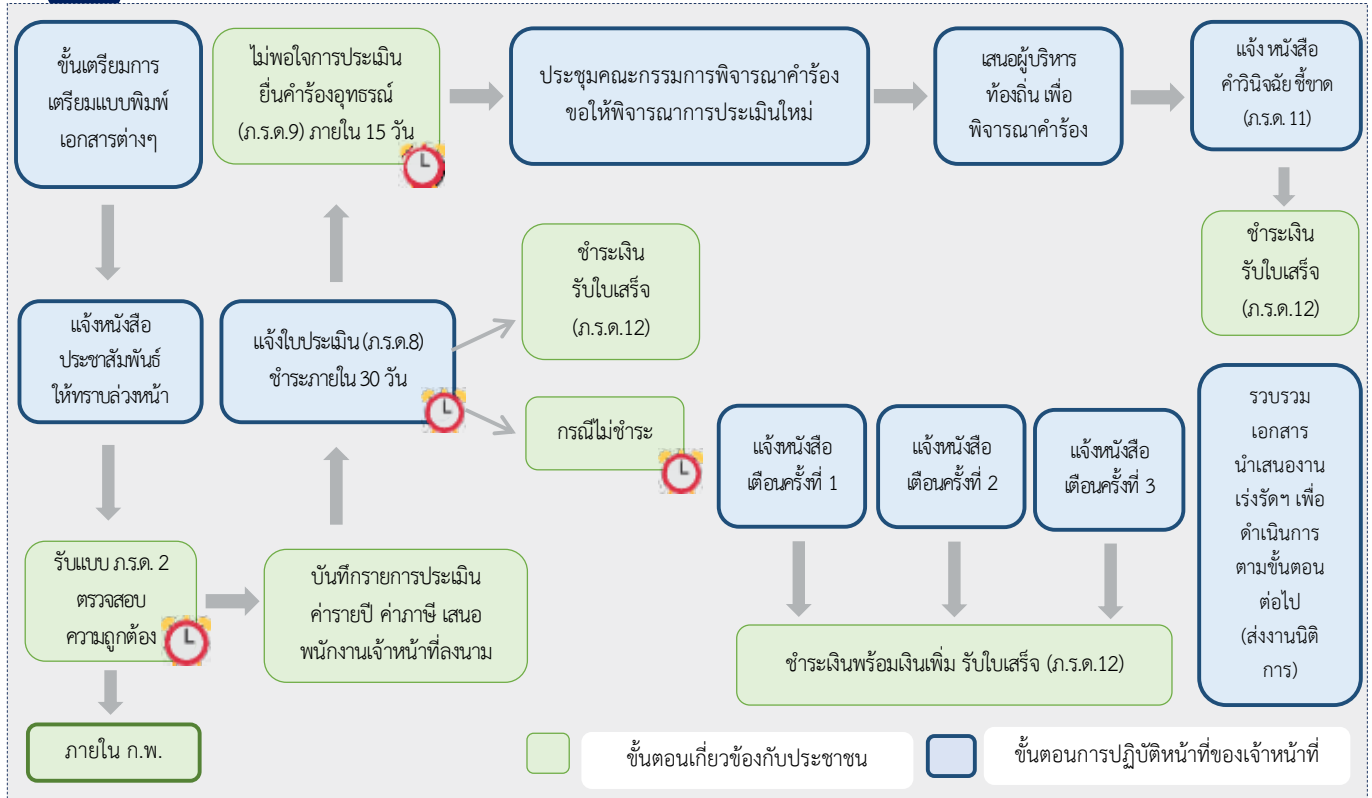 ขั้นเตรียมการ
เตรียมแบบพิมพ์
เอกสารต่างๆ
ไม่พอใจการประเมิน
ยื่นคำร้องอุทธรณ์
(ภ.ร.ด.9) ภายใน 15 วัน
ประชุมคณะกรรมการพิจารณาคำร้อง
ขอให้พิจารณาการประเมินใหม่
เสนอผู้บริหาร
ท้องถิ่น เพื่อ
พิจารณาคำร้อง
แจ้ง หนังสือ
คำวินิจฉัย ชี้ขาด
(ภ.ร.ด. 11)
ชำระเงิน
รับใบเสร็จ
(ภ.ร.ด.12)
แจ้งหนังสือ
ประชาสัมพันธ์
ให้ทราบล่วงหน้า
แจ้งใบประเมิน (ภ.ร.ด.8)
ชำระภายใน 30 วัน
ชำระเงิน
รับใบเสร็จ
(ภ.ร.ด.12)
กรณีไม่ชำระ
แจ้งหนังสือ
เตือนครั้งที่ 1
แจ้งหนังสือ
เตือนครั้งที่ 2
แจ้งหนังสือ
เตือนครั้งที่ 3
รวบรวม
เอกสาร
นำเสนองาน
เร่งรัดฯ เพื่อ
ดำเนินการ
ตามขั้นตอน
ต่อไป
(ส่งงานนิติ
การ)
รับแบบ ภ.ร.ด. 2
ตรวจสอบ
ความถูกต้อง
บันทึกรายการประเมิน
ค่ารายปี ค่าภาษี เสนอ
พนักงานเจ้าหน้าที่ลงนาม
ชำระเงินพร้อมเงินเพิ่ม รับใบเสร็จ (ภ.ร.ด.12)
ภายใน ก.พ.
ขั้นตอนเกี่ยวข้องกับประชาชน
ขั้นตอนการปฏิบัติหน้าที่ของเจ้าหน้าที่